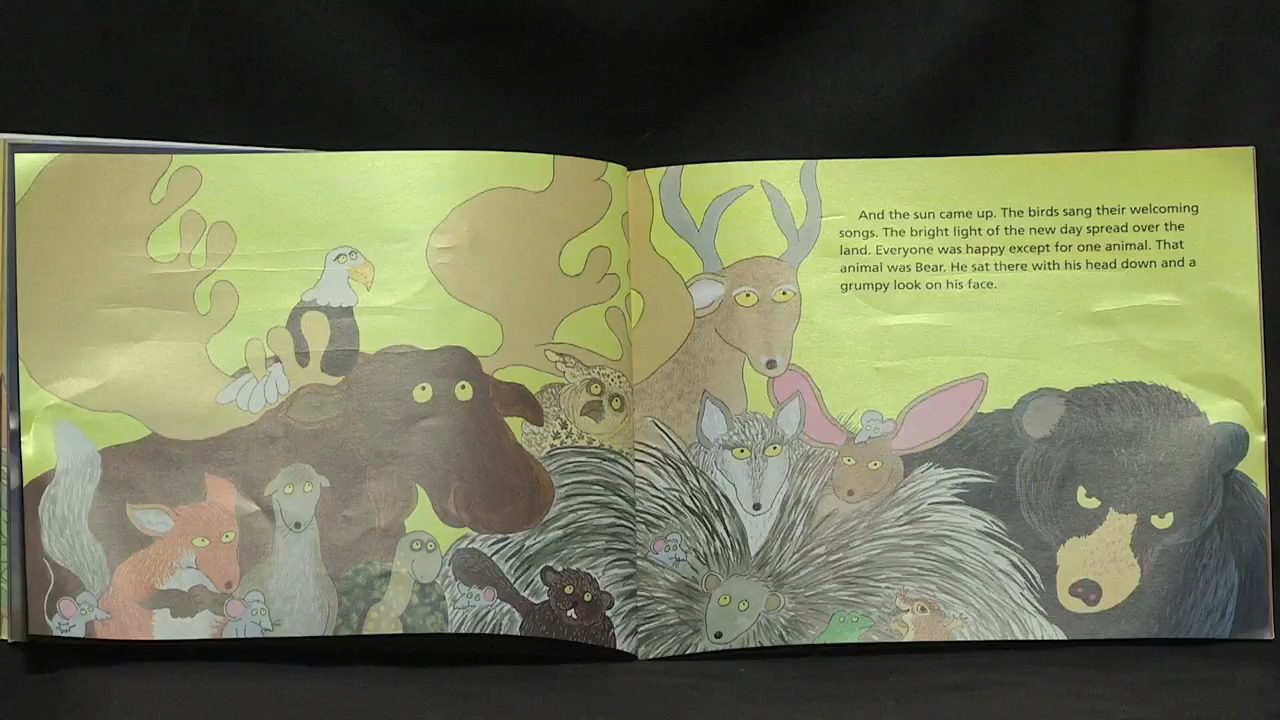 And the sun came up. The birds sang their welcoming
songs. The bright light of the new day spread over the
land. Everyone was happy except for one animal. That
animal was Bear. He sat there with his head down and a
grumpy look on his face.